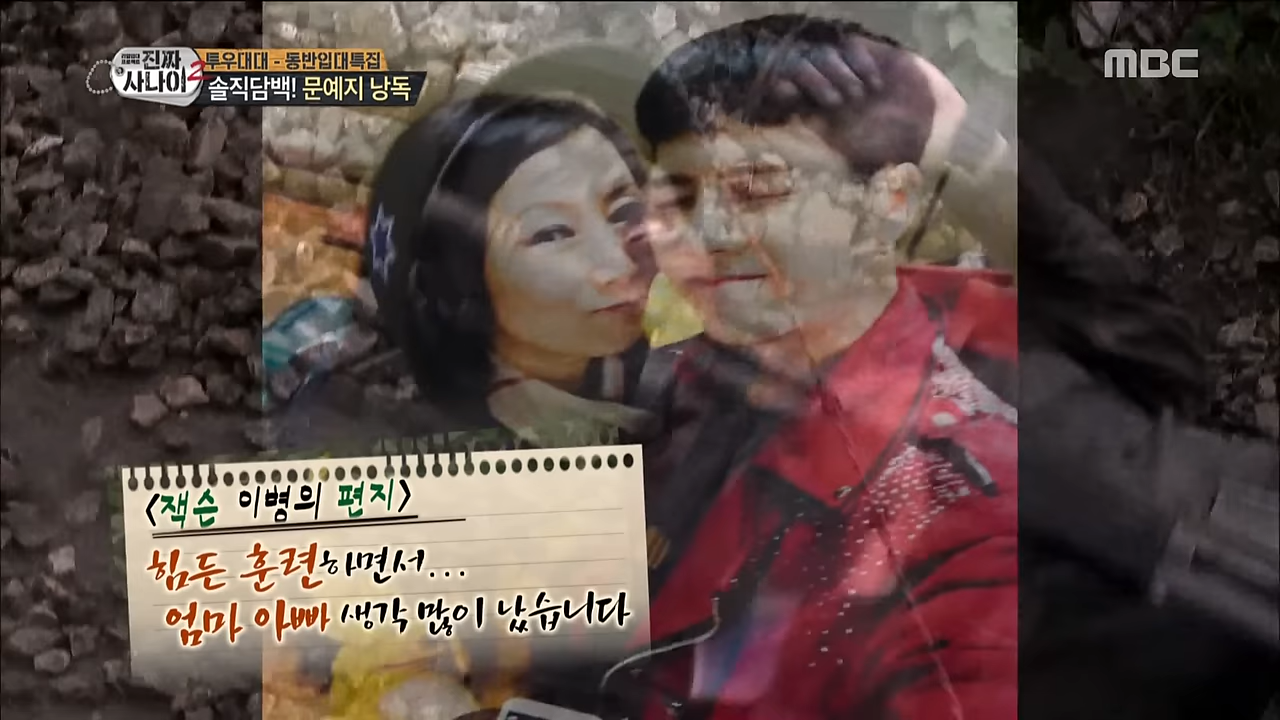 진짜
사나이2
투우대대 - 동반입대특집
솔직담백! 문예지 낭독
MBC
<잭슨 이병의 편지>
힘든 훈련하면서...
엄마 아빠 생각 많이 났습니다